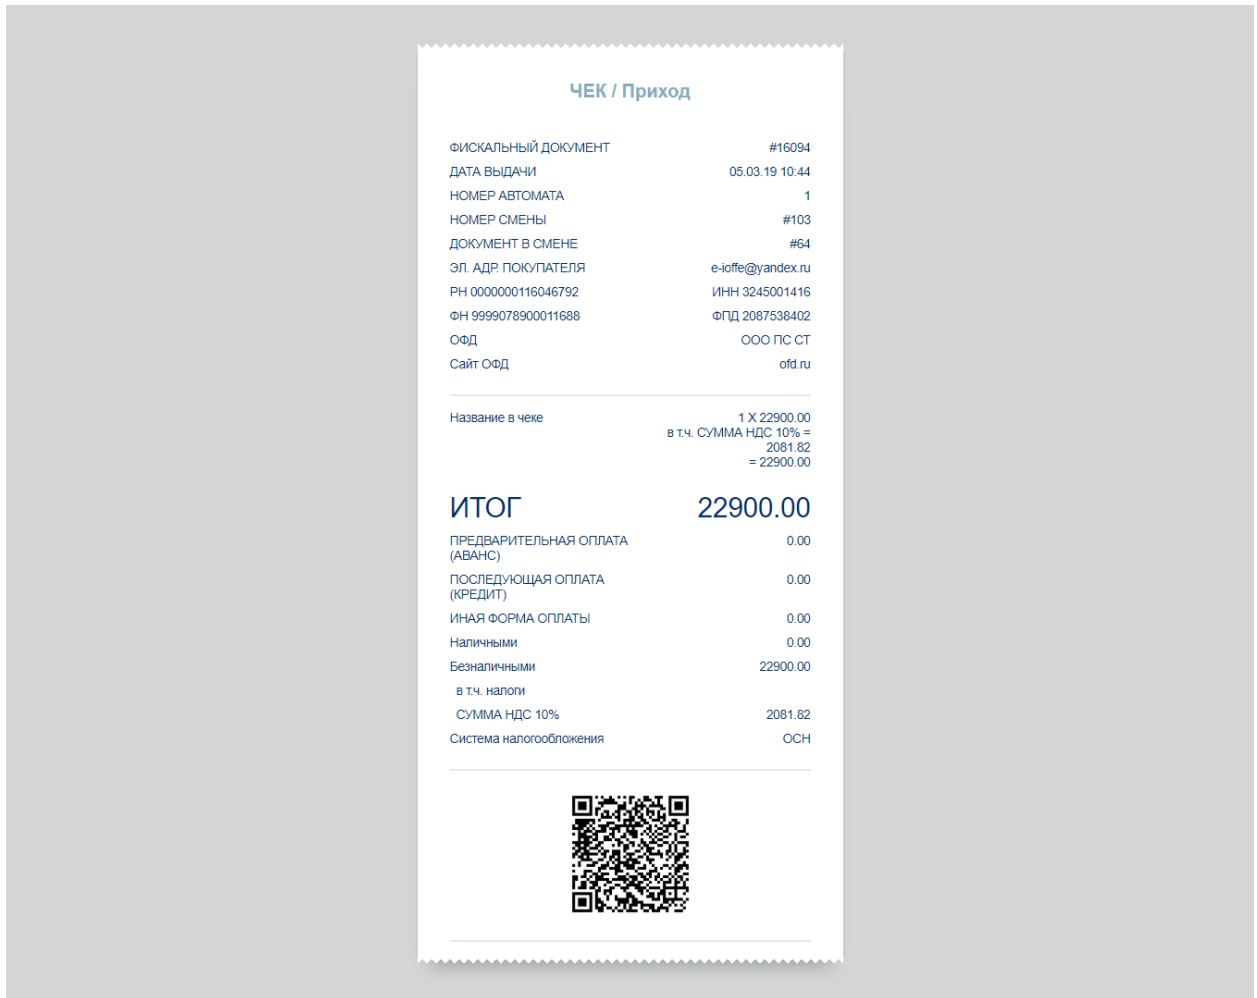 ЧЕК / Приход
ФИСКАЛЬНЫЙ ДОКУМЕНТ #16094
ДАТА ВЫДАЧИ 05.03.19 10:44
НОМЕР АВТОМАТА 1
НОМЕР СМЕНЫ #103
ДОКУМЕНТ В СМЕНЕ #64
ЭЛ. АДР. ПОКУПАТЕЛЯ e-ioffe@yandex.ru
РН 0000000116046792 ИНН 3245001416
ФН 9999078900011688 ФПД 2087538402
ОФД ООО ПС СТ
Сайт ОФД ofd.ru
Название в чеке 1 X 22900.00
в т.ч. СУММА НДС 10% =
2081.82
= 22900.00
ИТОГ 22900.00
ПРЕДВАРИТЕЛЬНАЯ ОПЛАТА 0.00
(АВАНС)
ПОСЛЕДУЮЩАЯ ОПЛАТА 0.00
(КРЕДИТ)
ИНАЯ ФОРМА ОПЛАТЫ 0.00
Наличными 0.00
Безналичными 22900.00
в т.ч. налоги
СУММА НДС 10% 2081.82
Система налогообложения ОСН